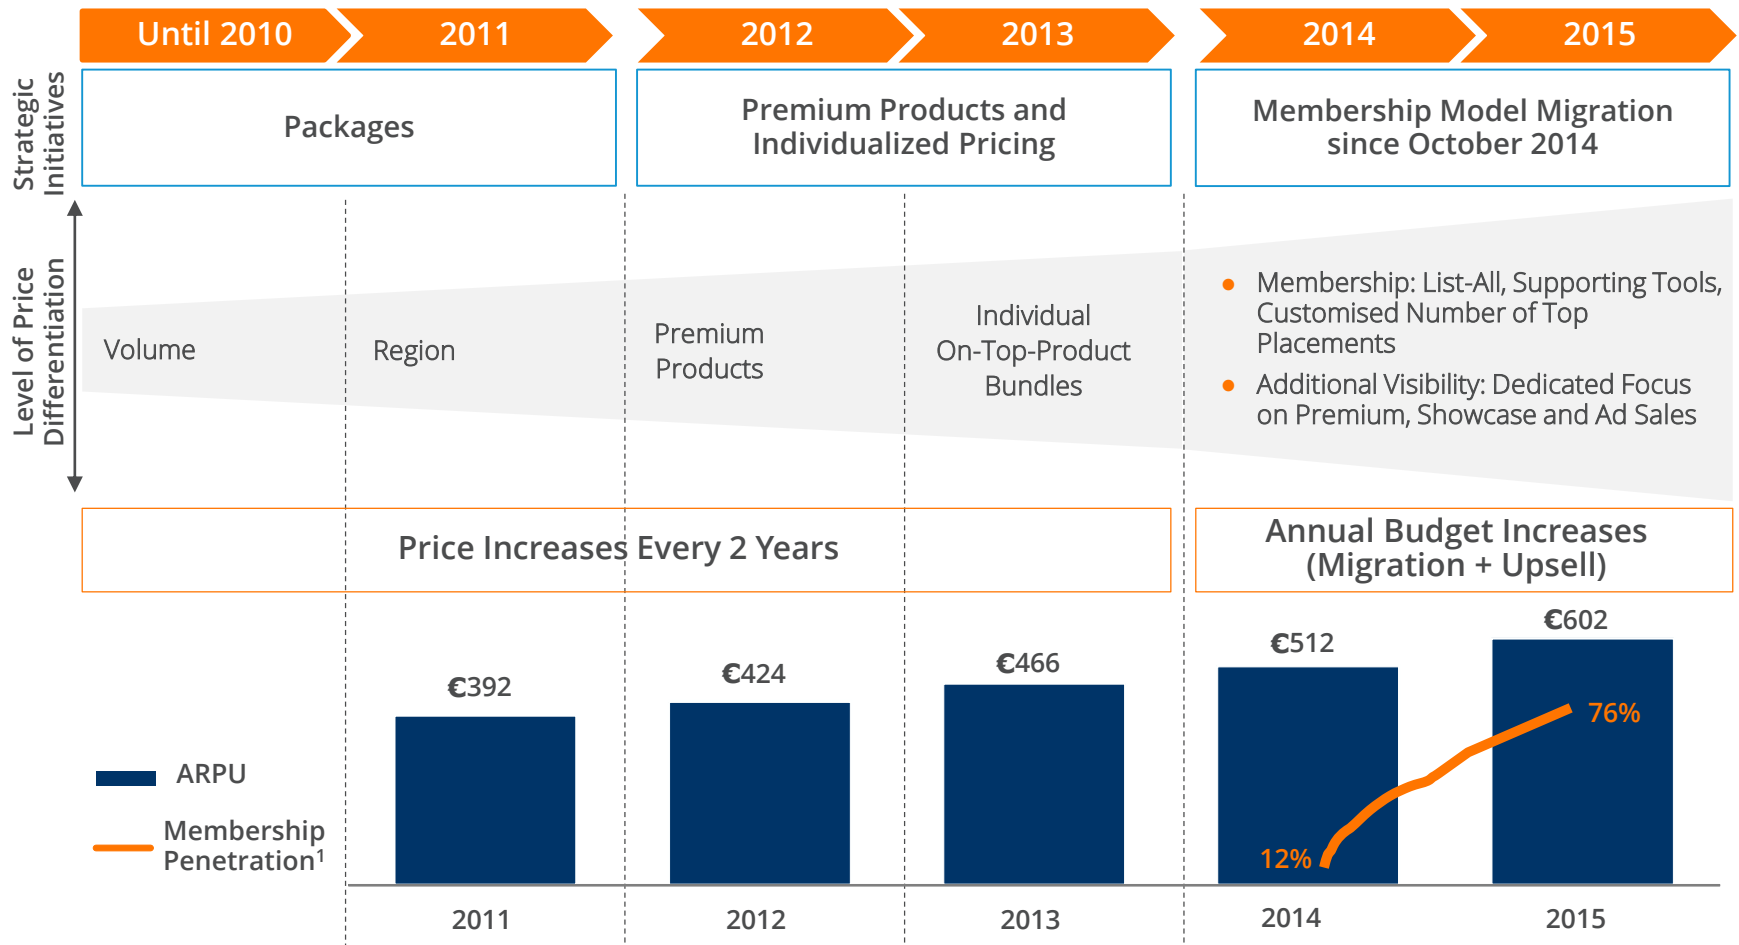 Until 2010
2011
2012
2013
2014
2015
Strategic
Initiatives
Packages
Premium Products and
Individualized Pricing
Membership Model Migration
since October 2014
Level of Price
Differentiation
Volume
Region
Premium
Products
Individual
On-Top-Product
Bundles
● Membership: List-All, Supporting Tools,
Customised Number of Top
Placements
● Additional Visibility: Dedicated Focus
on Premium, Showcase and Ad Sales
Price Increases Every 2 Years
Annual Budget Increases
(Migration + Upsell)
€392
€424
€466
€512
€602
76%
12%
ARPU
Membership
Penetration¹
2011
2012
2013
2014
2015